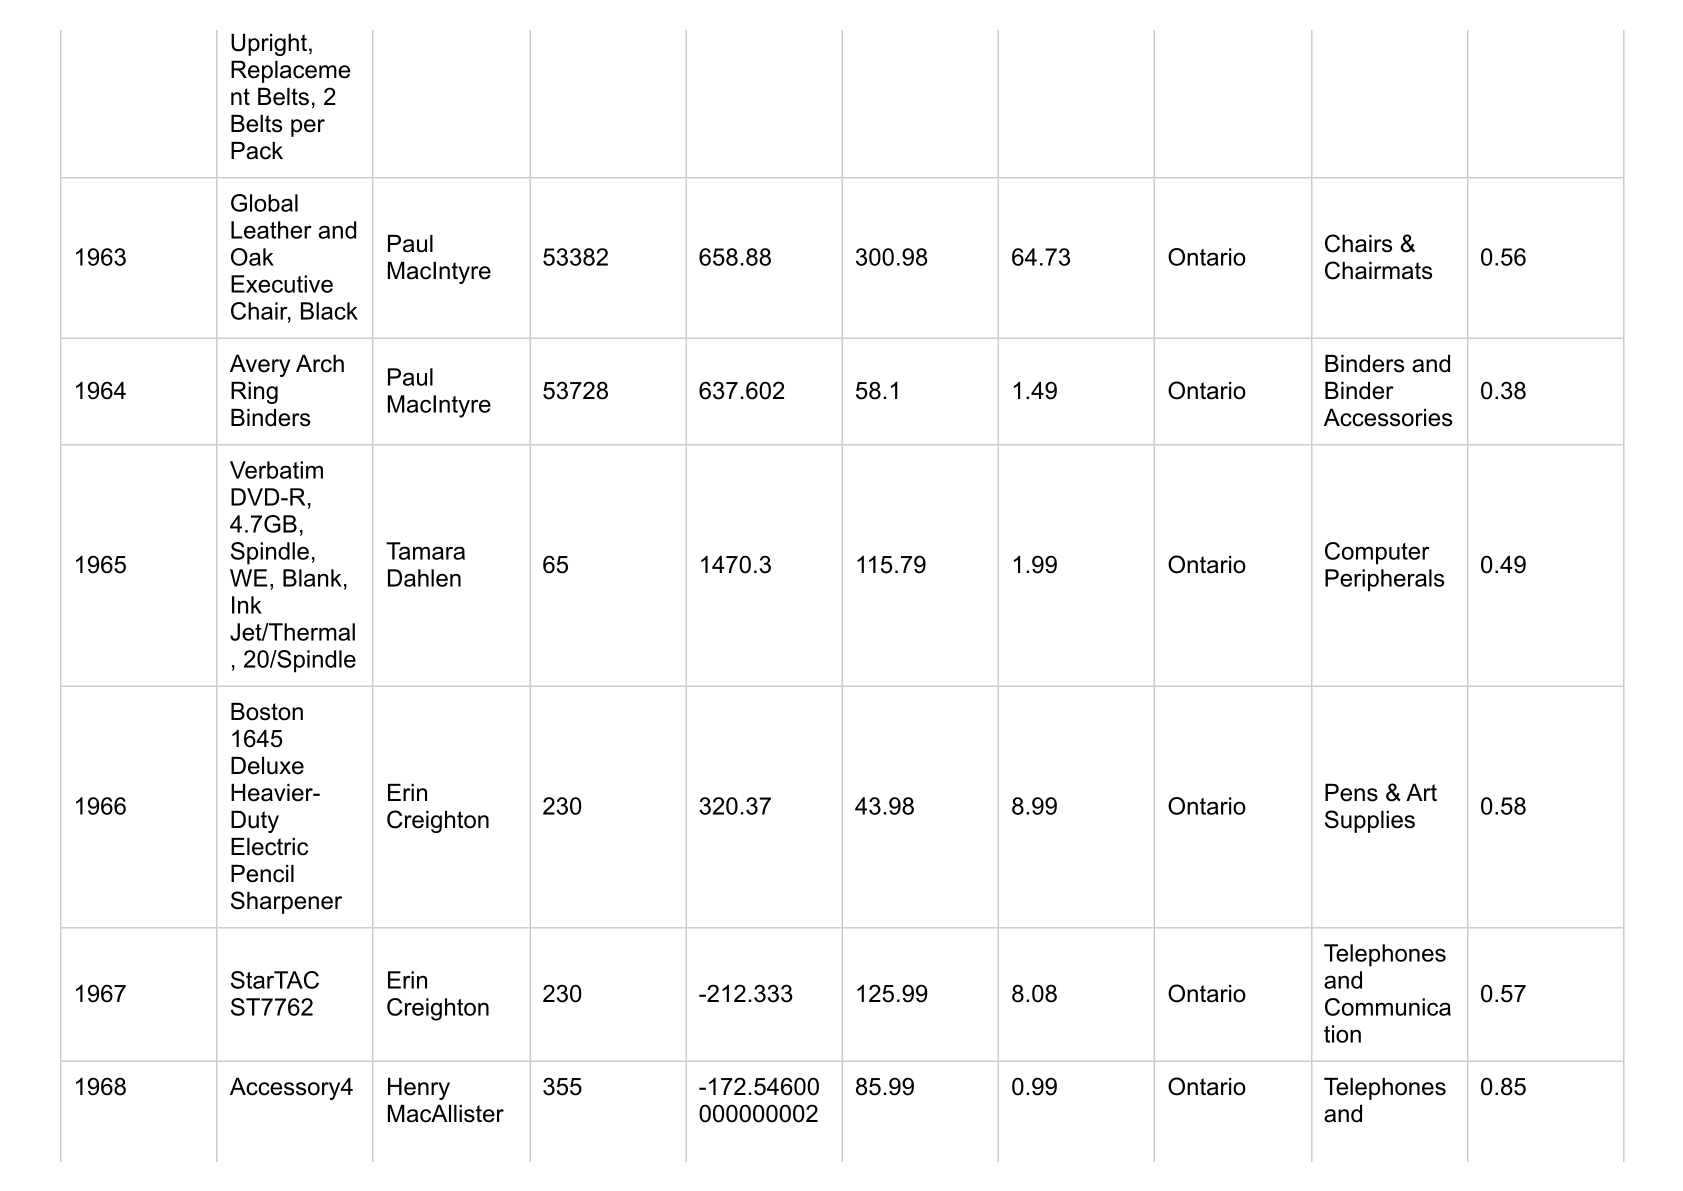 Upright,
Replaceme
nt Belts, 2
Belts per
Pack
1963
Global
Leather and
Oak
Executive
Chair, Black
Paul
MacIntyre
53382
658.88
300.98
64.73
Ontario
Chairs &
Chairmats
0.56
1964
Avery Arch
Ring
Binders
Paul
MacIntyre
53728
637.602
58.1
1.49
Ontario
Binders and
Binder
Accessories
0.38
1965
Verbatim
DVD-R,
4.7GB,
Spindle,
WE, Blank,
Ink
Jet/Thermal
, 20/Spindle
Tamara
Dahlen
65
1470.3
115.79
1.99
Ontario
Computer
Peripherals
0.49
1966
Boston
1645
Deluxe
Heavier-
Duty
Electric
Pencil
Sharpener
Erin
Creighton
230
320.37
43.98
8.99
Ontario
Pens & Art
Supplies
0.58
1967
StarTAC
ST7762
Erin
Creighton
230
-212.333
125.99
8.08
Ontario
Telephones
and
Communica
tion
0.57
1968
Accessory4
Henry
MacAllister
355
-172.54600
000000002
85.99
0.99
Ontario
Telephones
and
0.85